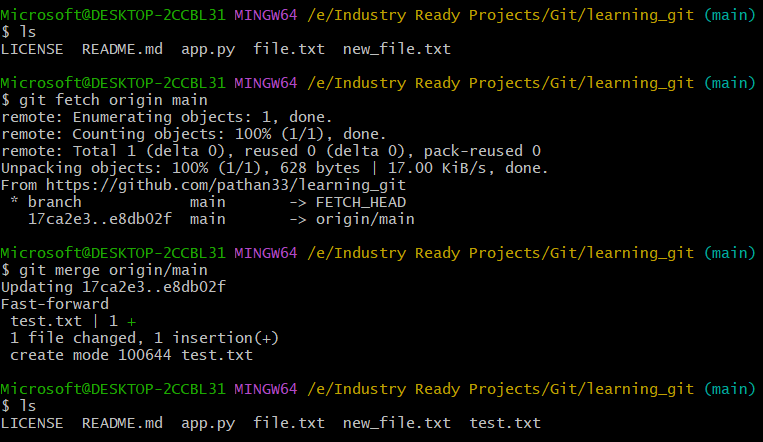 Microsoft@DESKTOP-2CCBL31 MINGW64 /e/Industry Ready Projects/Git/learning_git (main)
$ ls
LICENSE  README.md  app.py  file.txt  new_file.txt

Microsoft@DESKTOP-2CCBL31 MINGW64 /e/Industry Ready Projects/Git/learning_git (main)
$ git fetch origin main
remote: Enumerating objects: 1, done.
remote: Counting objects: 100% (1/1), done.
remote: Total 1 (delta 0), reused 0 (delta 0), pack-reused 0
Unpacking objects: 100% (1/1), 628 bytes | 17.00 KiB/s, done.
From https://github.com/pathan33/learning_git
 * branch            main       -> FETCH_HEAD
   17ca2e3..e8db02f  main       -> origin/main

Microsoft@DESKTOP-2CCBL31 MINGW64 /e/Industry Ready Projects/Git/learning_git (main)
$ git merge origin/main
Updating 17ca2e3..e8db02f
Fast-forward
 test.txt | 1 +
 1 file changed, 1 insertion(+)
 create mode 100644 test.txt

Microsoft@DESKTOP-2CCBL31 MINGW64 /e/Industry Ready Projects/Git/learning_git (main)
$ ls
LICENSE  README.md  app.py  file.txt  new_file.txt  test.txt